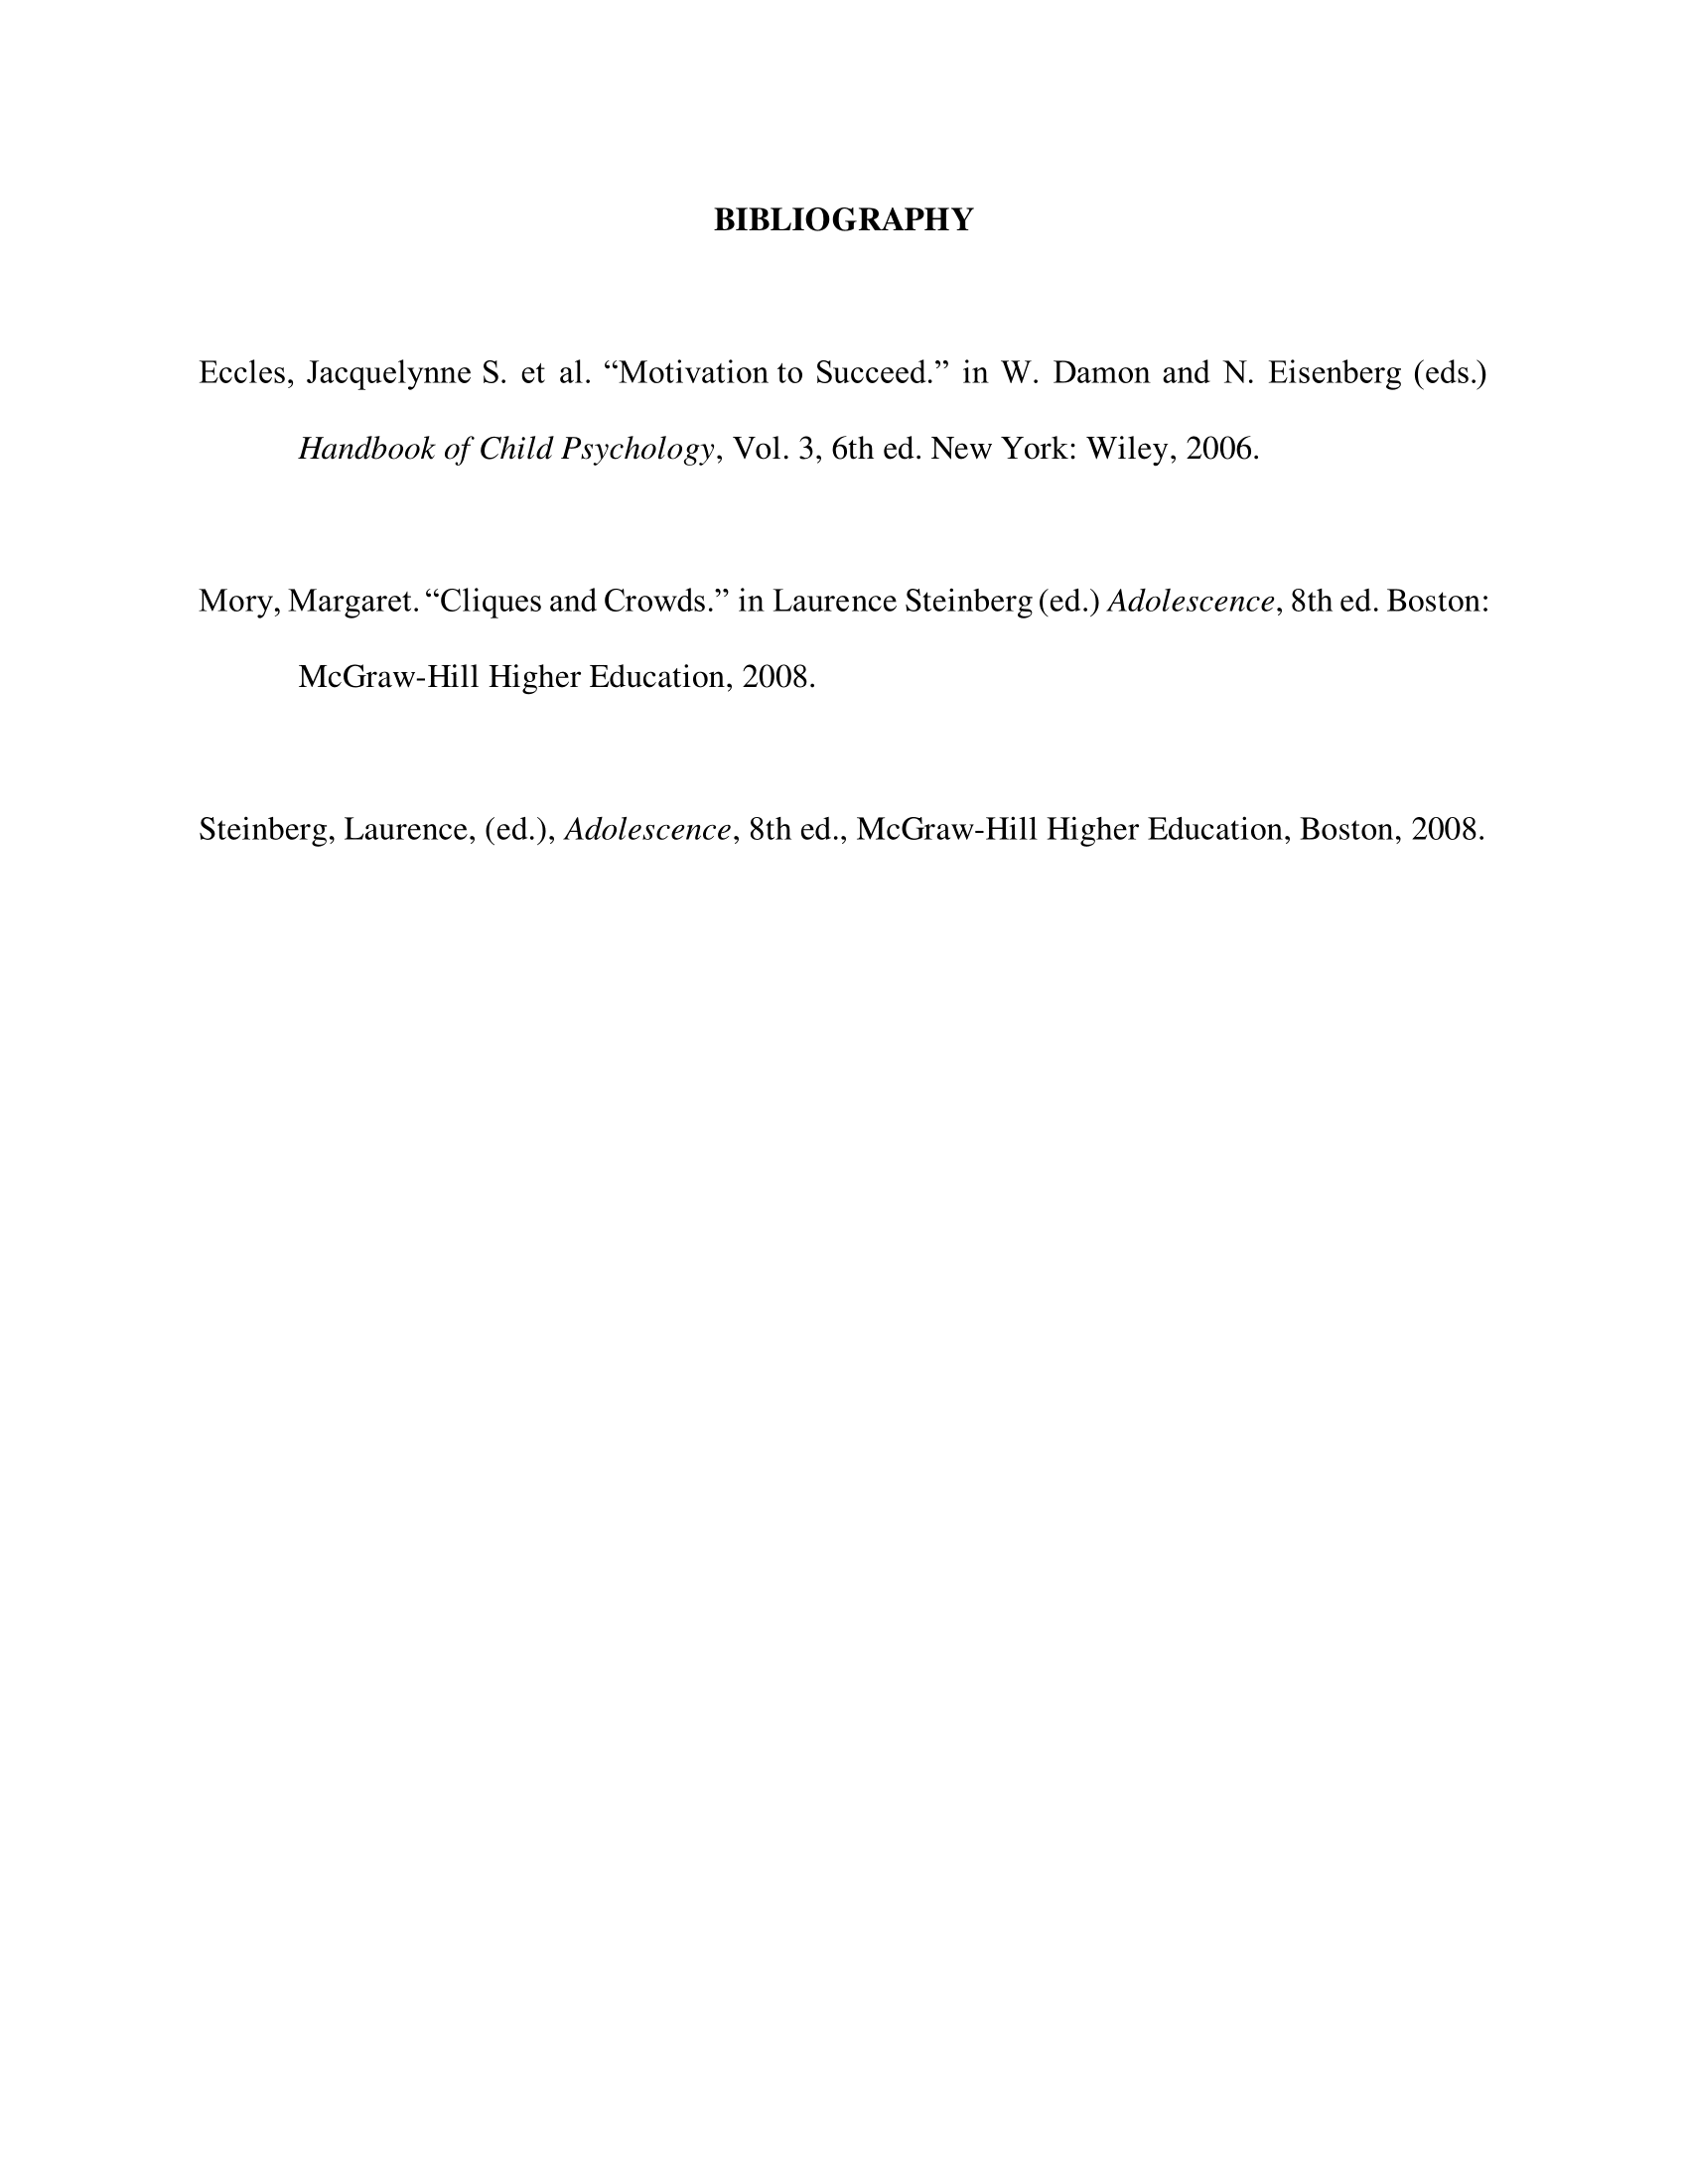 BIBLIOGRAPHY
Eccles, Jacquelynne S. et al. “Motivation to Succeed.” in W. Damon and N. Eisenberg (eds.)
Handbook of Child Psychology, Vol. 3, 6th ed. New York: Wiley, 2006.
Mory, Margaret. “Cliques and Crowds.” in Laurence Steinberg (ed.) Adolescence, 8th ed. Boston:
McGraw-Hill Higher Education, 2008.
Steinberg, Laurence, (ed.), Adolescence, 8th ed., McGraw-Hill Higher Education, Boston, 2008.